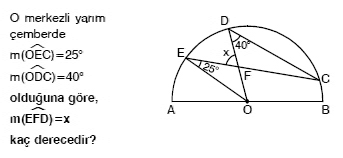 O merkezli yarım
çemberde
m(OEC)=25°
m(ODC)=40°
olduğuna göre,
m(EFD)=x
kaç derecedir?
D
40°
E
x
25°
F
C
A
O
B